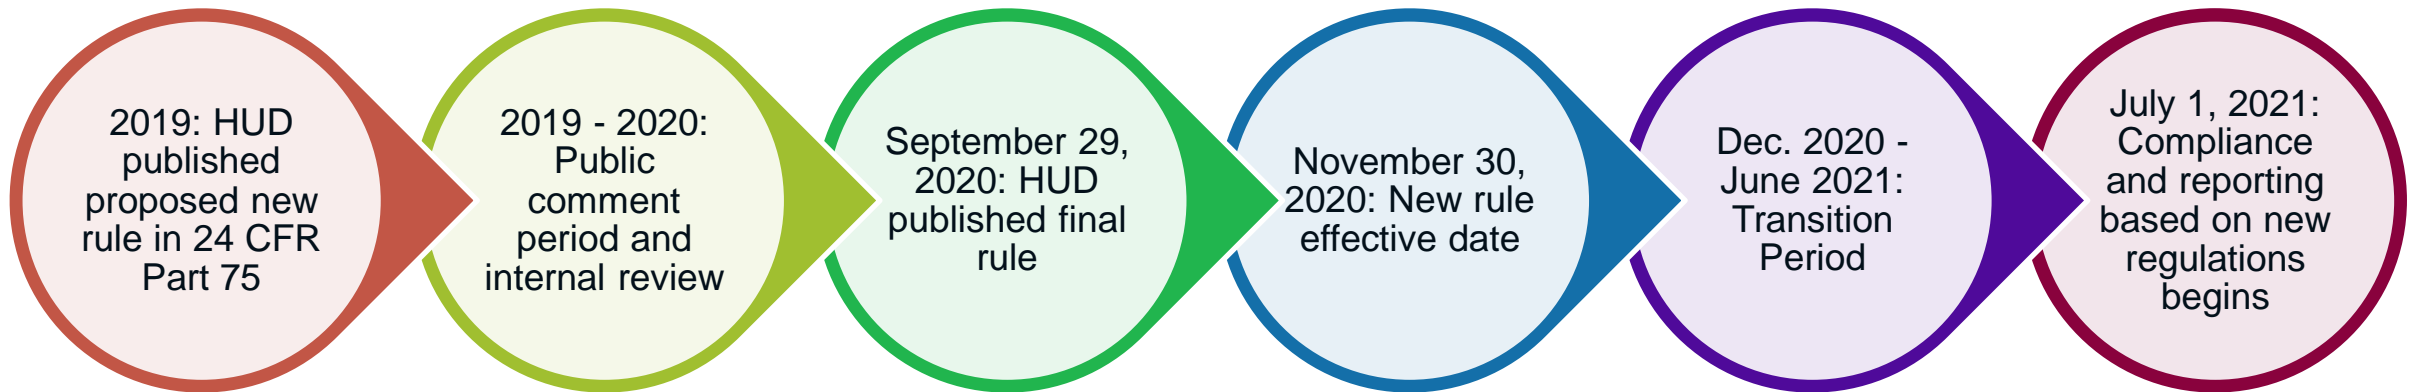 2019: HUD
published
proposed new
rule in 24 CFR
Part 75
2019 - 2020:
Public
comment
period and
internal review
September 29,
2020: HUD
published final
rule
November 30,
2020: New rule
effective date
Dec. 2020 -
June 2021:
Transition
Period
July 1, 2021:
Compliance
and reporting
based on new
regulations
begins